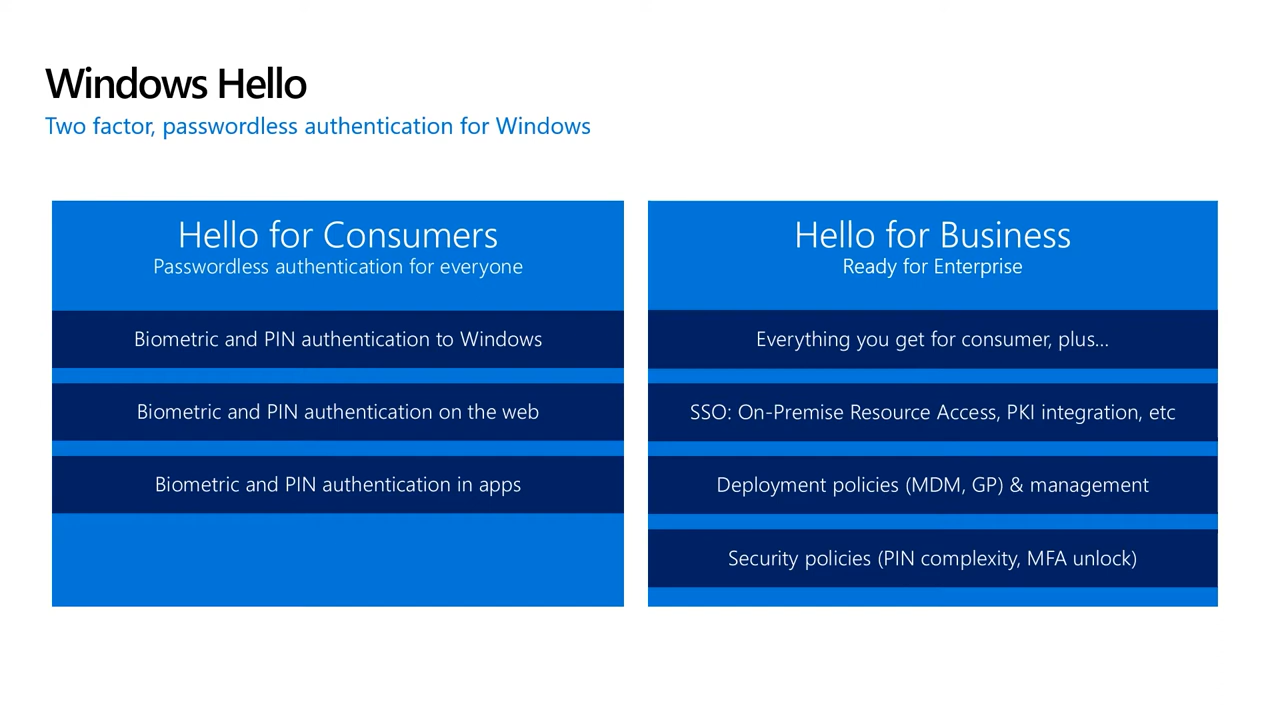 Windows Hello
Two factor, passwordless authentication for Windows
Hello for Consumers
Passwordless authentication for everyone
Biometric and PIN authentication to Windows
Biometric and PIN authentication on the web
Biometric and PIN authentication in apps
Hello for Business
Ready for Enterprise
Everything you get for consumer, plus...
SSO: On-Premise Resource Access, PKI integration, etc
Deployment policies (MDM, GP) & management
Security policies (PIN complexity, MFA unlock)